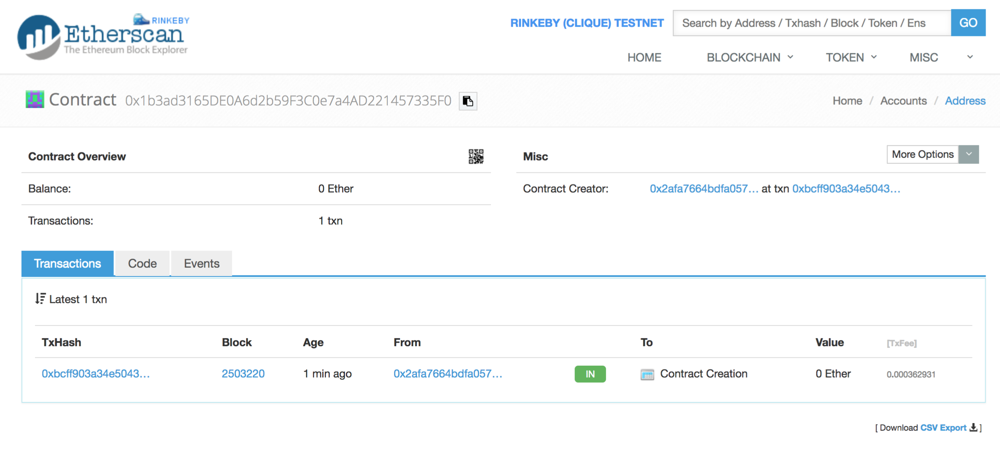 RINKEBY
Etherscan
The Ethereum Block Explorer
RINKEBY (CLIQUE) TESTNET
Search by Address / Txhash / Block / Token / Ens
GO
HOME BLOCKCHAIN TOKEN MISC
Contract 0x1b3ad3165DE0A6d2b59F3C0e7a4AD221457335F0
Home / Accounts / Address
Contract Overview
Balance: 0 Ether
Transactions: 1 txn
Misc
More Options
Contract Creator: 0x2afa7664bdfa057... at txn 0xbcff903a34e5043...
Transactions Code Events
Latest 1 txn
TxHash Block Age From To Value [TxFee]
0xbcff903a34e5043... 2503220 1 min ago 0x2afa7664bdfa057... IN Contract Creation 0 Ether 0.000362931
[ Download CSV Export ]